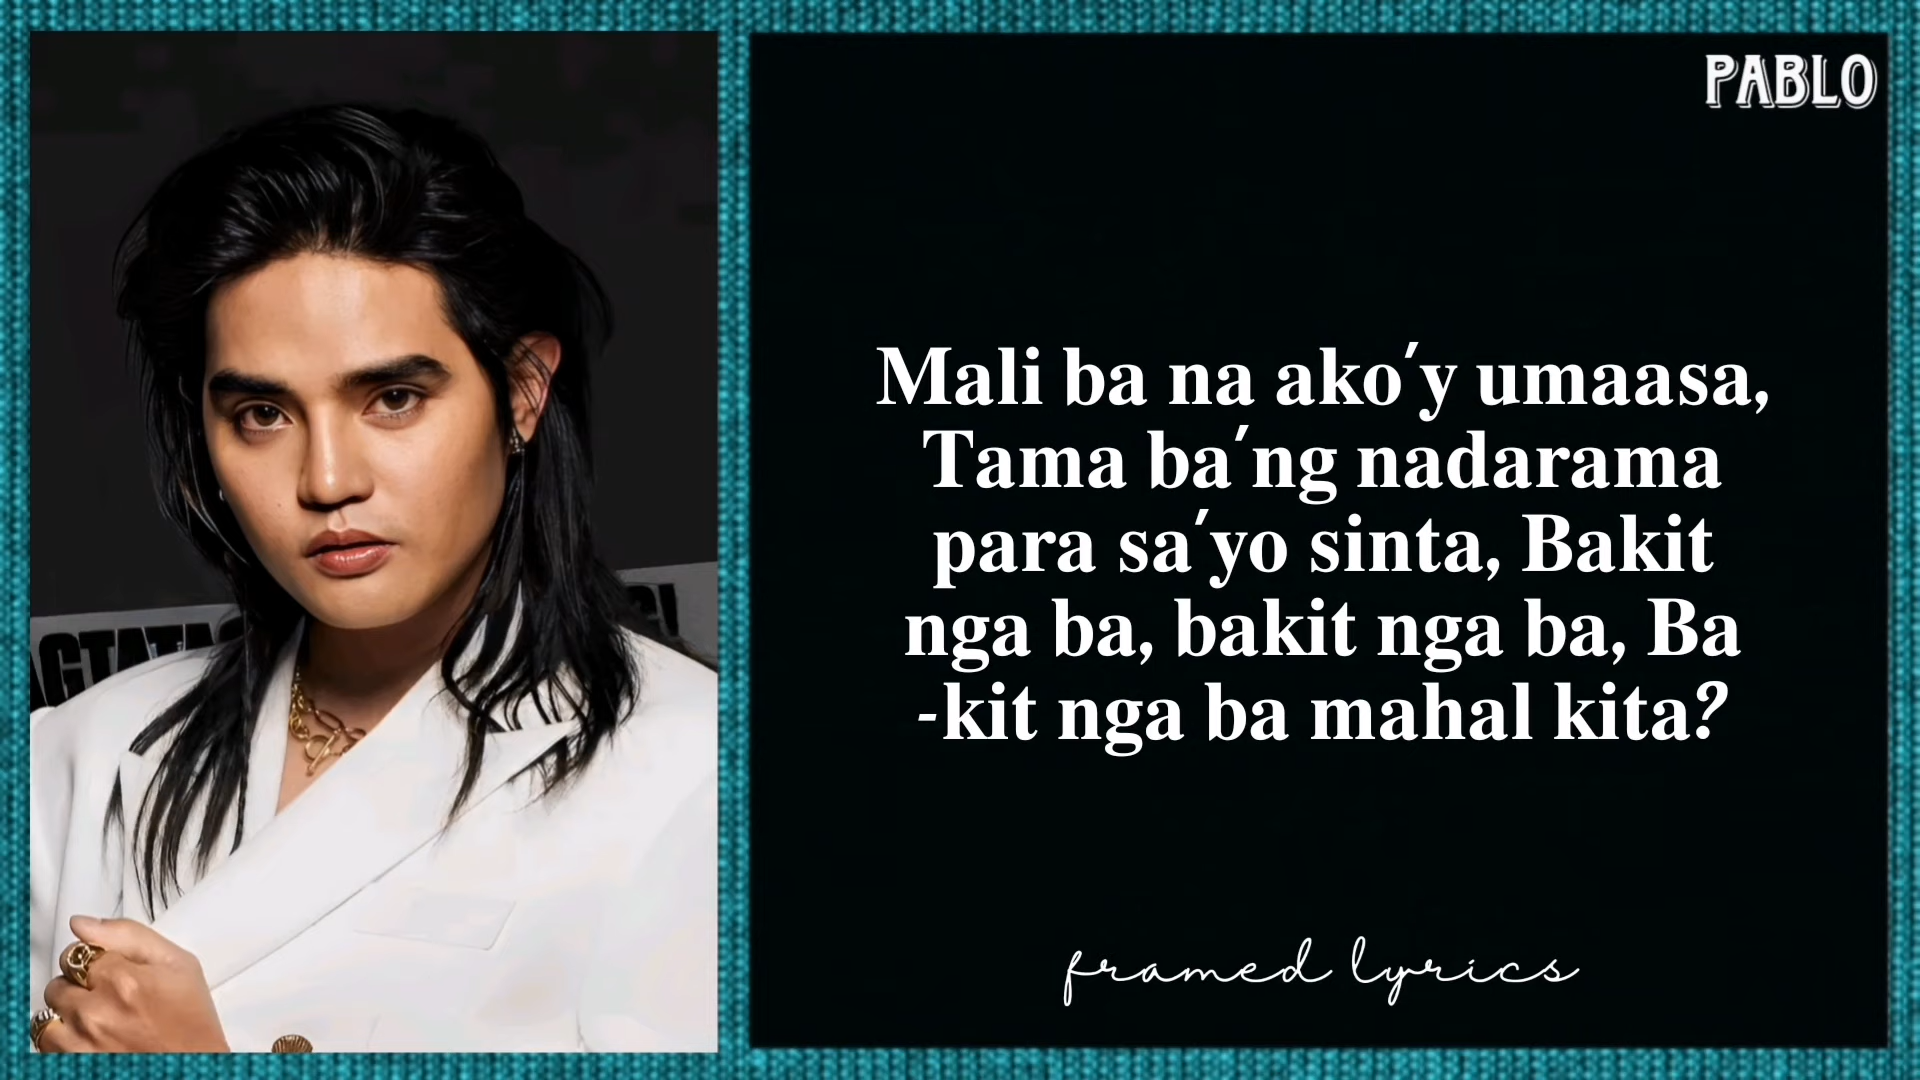 PABLO
Mali ba na ako'y umaasa,
Tama ba'ng nadarama
para sa'yo sinta, Bakit
nga ba, bakit nga ba, Ba
-kit nga ba mahal kita?
framed lyrics